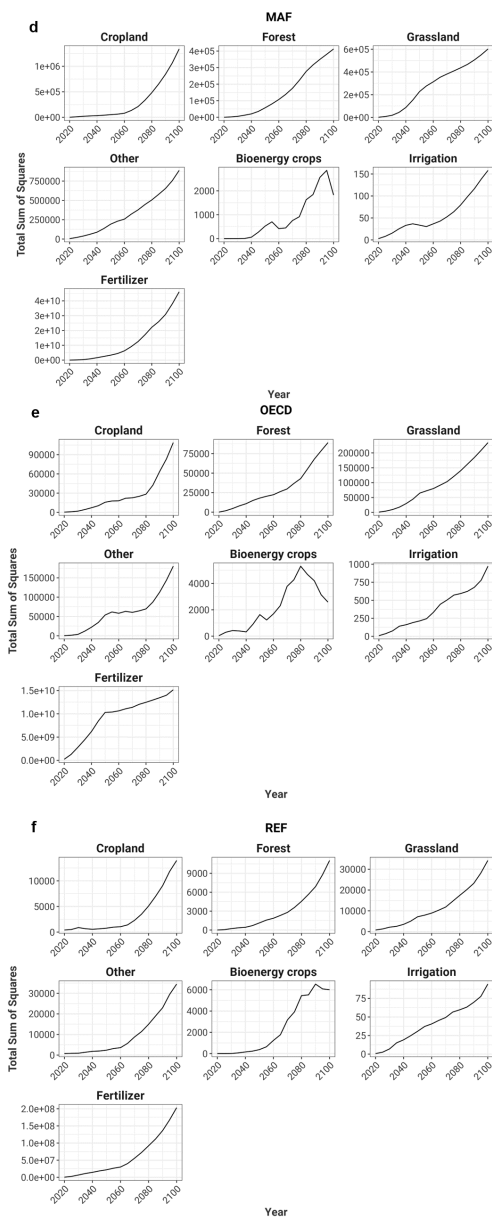 d
MAF
Cropland
Forest
Grassland
1e+06
5e+05
0e+00
4e+05
3e+05
2e+05
1e+05
0e+00
6e+05
4e+05
2e+05
0e+00
2020 2040 2060 2080 2100
2020 2040 2060 2080 2100
2020 2040 2060 2080 2100
Total Sum of Squares
Other
Bioenergy crops
Irrigation
750000
500000
250000
0
2000
1000
0
150
100
50
0
2020 2040 2060 2080 2100
2020 2040 2060 2080 2100
2020 2040 2060 2080 2100
Fertilizer
4e+10
3e+10
2e+10
1e+10
0e+00
2020 2040 2060 2080 2100
Year
e
OECD
Cropland
Forest
Grassland
90000
60000
30000
0
75000
50000
25000
0
200000
150000
100000
50000
0
2020 2040 2060 2080 2100
2020 2040 2060 2080 2100
2020 2040 2060 2080 2100
Total Sum of Squares
Other
Bioenergy crops
Irrigation
150000
100000
50000
0
4000
2000
0
1000
750
500
250
0
2020 2040 2060 2080 2100
2020 2040 2060 2080 2100
2020 2040 2060 2080 2100
Fertilizer
1.5e+10
1.0e+10
5.0e+09
0.0e+00
2020 2040 2060 2080 2100
Year
f
REF
Cropland
Forest
Grassland
10000
5000
0
9000
6000
3000
0
30000
20000
10000
0
2020 2040 2060 2080 2100
2020 2040 2060 2080 2100
2020 2040 2060 2080 2100
Total Sum of Squares
Other
Bioenergy crops
Irrigation
30000
20000
10000
0
6000
4000
2000
0
75
50
25
0
2020 2040 2060 2080 2100
2020 2040 2060 2080 2100
2020 2040 2060 2080 2100
Fertilizer
2.0e+08
1.5e+08
1.0e+08
5.0e+07
0.0e+00
2020 2040 2060 2080 2100
Year